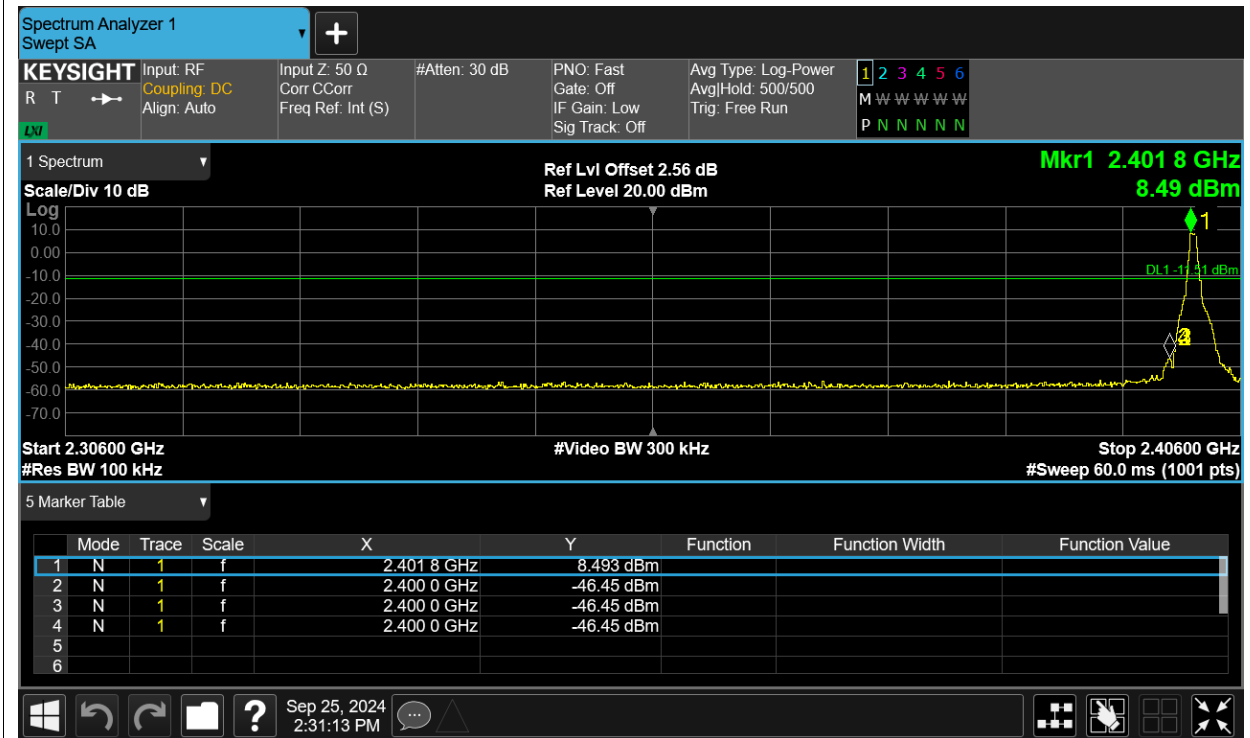 Spectrum Analyzer 1
Swept SA
+
KEYSIGHT Input: RF Input Z: 50 Ω #Atten: 30 dB PNO: Fast Avg Type: Log-Power 1 2 3 4 5 6
R T Coupling: DC Corr CCorr Gate: Off Avg|Hold: 500/500 M W W W W W
Align: Auto Freq Ref: Int (S) IF Gain: Low Trig: Free Run
LXI Sig Track: Off P N N N N N
1 Spectrum Ref Lvl Offset 2.56 dB Mkr1 2.401 8 GHz
Scale/Div 10 dB Ref Level 20.00 dBm 8.49 dBm
Log
1
10.0
0.00
-10.0 DL1 -11.51 dBm
-20.0
-30.0
-40.0
-50.0
-60.0
-70.0
Start 2.30600 GHz #Video BW 300 kHz Stop 2.40600 GHz
#Res BW 100 kHz #Sweep 60.0 ms (1001 pts)
5 Marker Table
Mode Trace Scale X Y Function Function Width Function Value
1 N 1 f 2.401 8 GHz 8.493 dBm
2 N 1 f 2.400 0 GHz -46.45 dBm
3 N 1 f 2.400 0 GHz -46.45 dBm
4 N 1 f 2.400 0 GHz -46.45 dBm
5
6
? Sep 25, 2024
2:31:13 PM